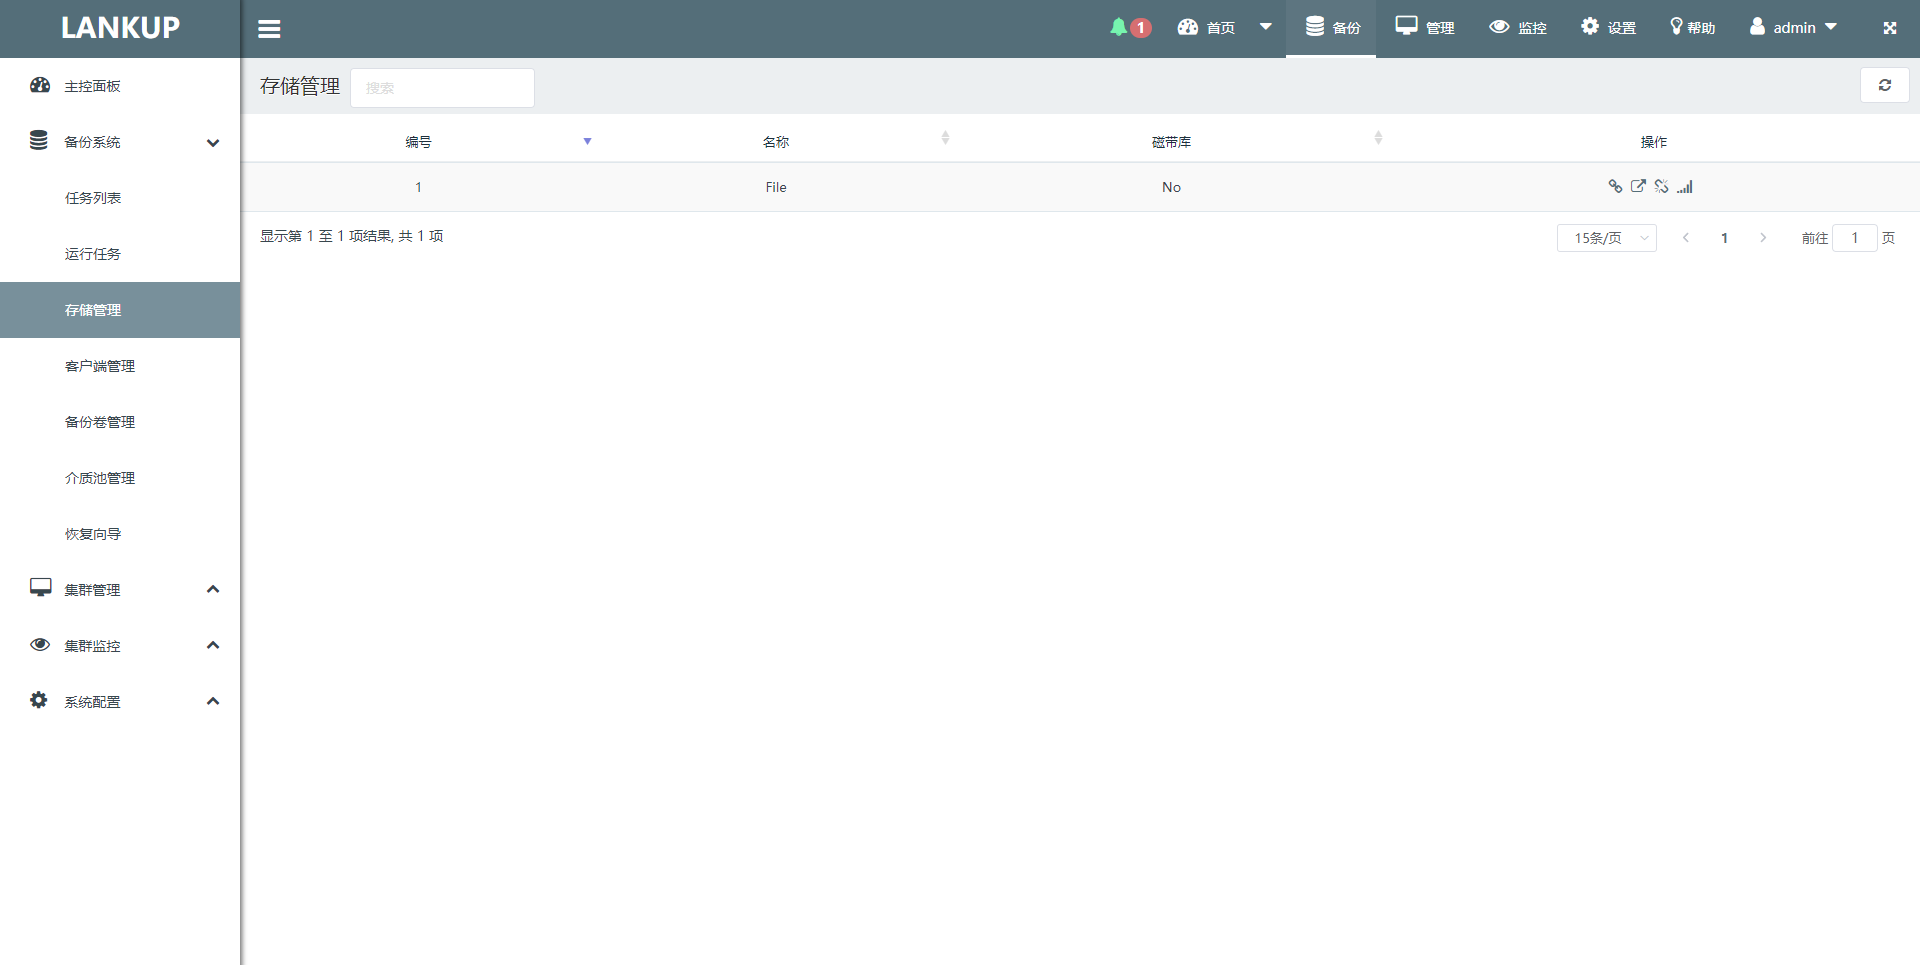 LANKUP
1 首页 备份 管理 监控 设置 帮助 admin
主控面板
备份系统
任务列表
运行任务
存储管理
客户端管理
备份卷管理
介质池管理
恢复向导
集群管理
集群监控
系统配置
存储管理 搜索
编号 名称 磁带库 操作
1 File No
显示第 1 至 1 项结果, 共 1 项 15条/页 1 前往 1 页